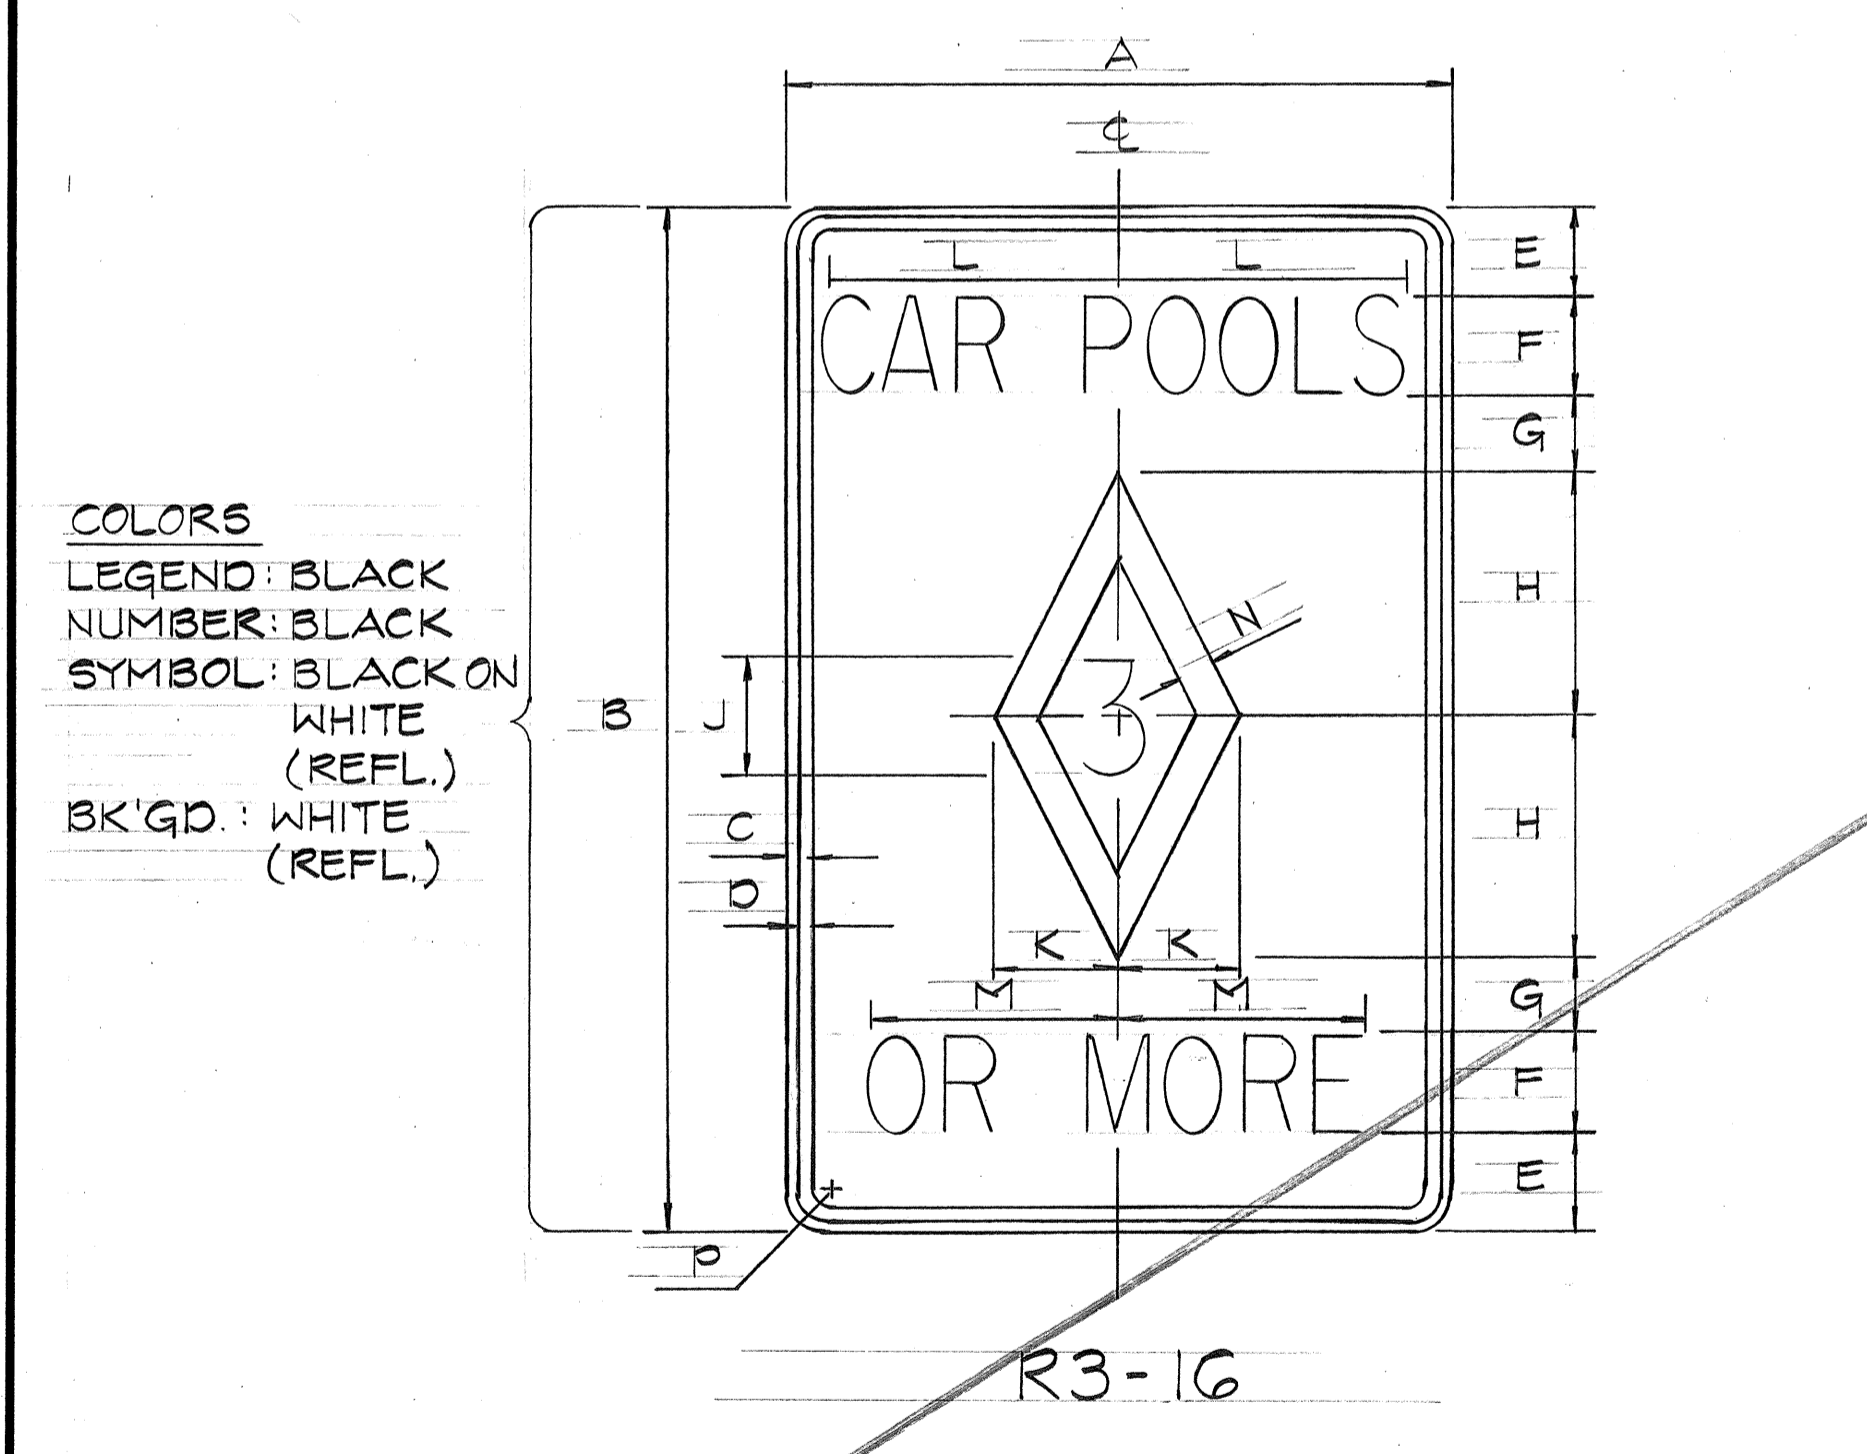 A
℄
E
L L
CAR POOLS
F
G
COLORS
LEGEND: BLACK
NUMBER: BLACK
SYMBOL: BLACK ON
WHITE
(REFL.)
BK'GD.: WHITE
(REFL.)
H
N
B
J
3
C
H
D
K K
M M
G
OR MORE
F
E
P
R3-16